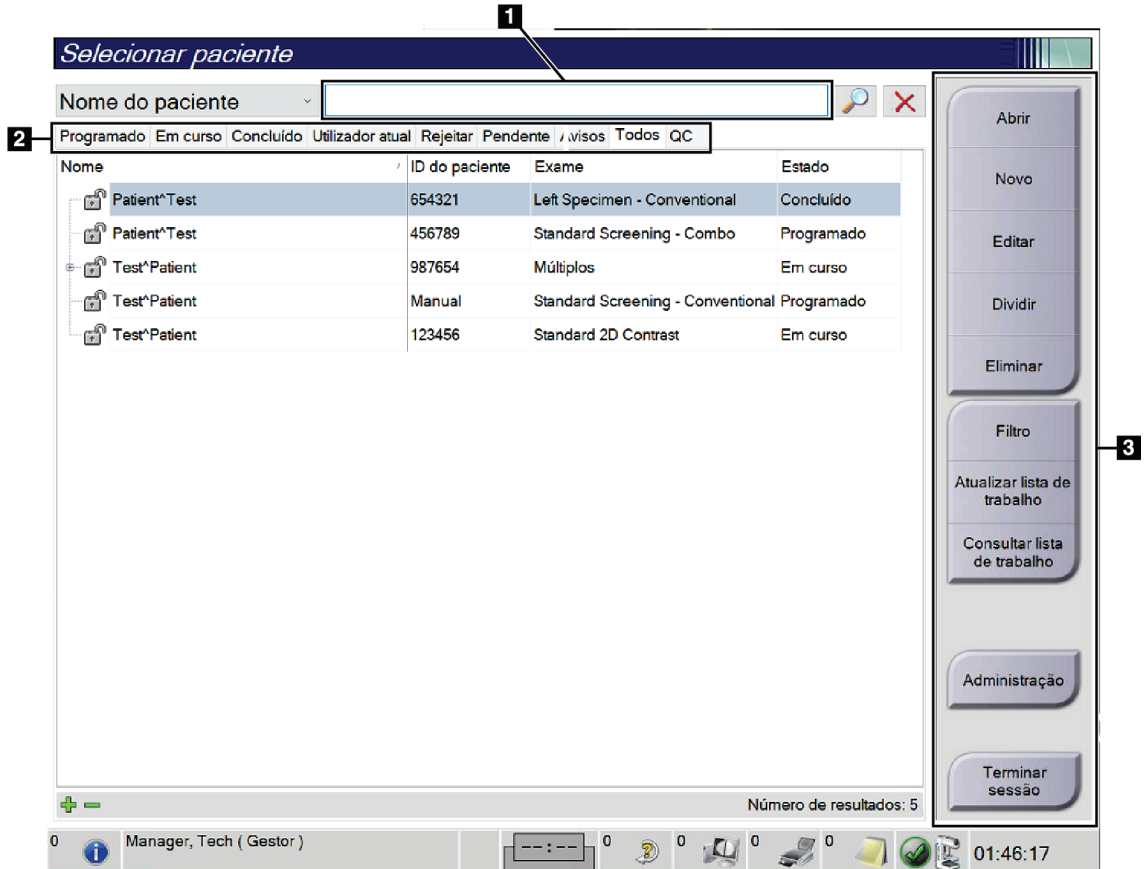 1
Selecionar paciente
Nome do paciente
2
Programado Em curso Concluído Utilizador atual Rejeitar Pendente Avisos Todos QC
Nome ID do paciente Exame Estado
Patient^Test 654321 Left Specimen - Conventional Concluído
Patient^Test 456789 Standard Screening - Combo Programado
Test^Patient 987654 Múltiplos Em curso
Test^Patient Manual Standard Screening - Conventional Programado
Test^Patient 123456 Standard 2D Contrast Em curso
Número de resultados: 5
Abrir
Novo
Editar
Dividir
Eliminar
Filtro
Atualizar lista de
trabalho
Consultar lista
de trabalho
Administração
Terminar
sessão
3
0 Manager, Tech ( Gestor ) --:-- 0 0 0 0 01:46:17